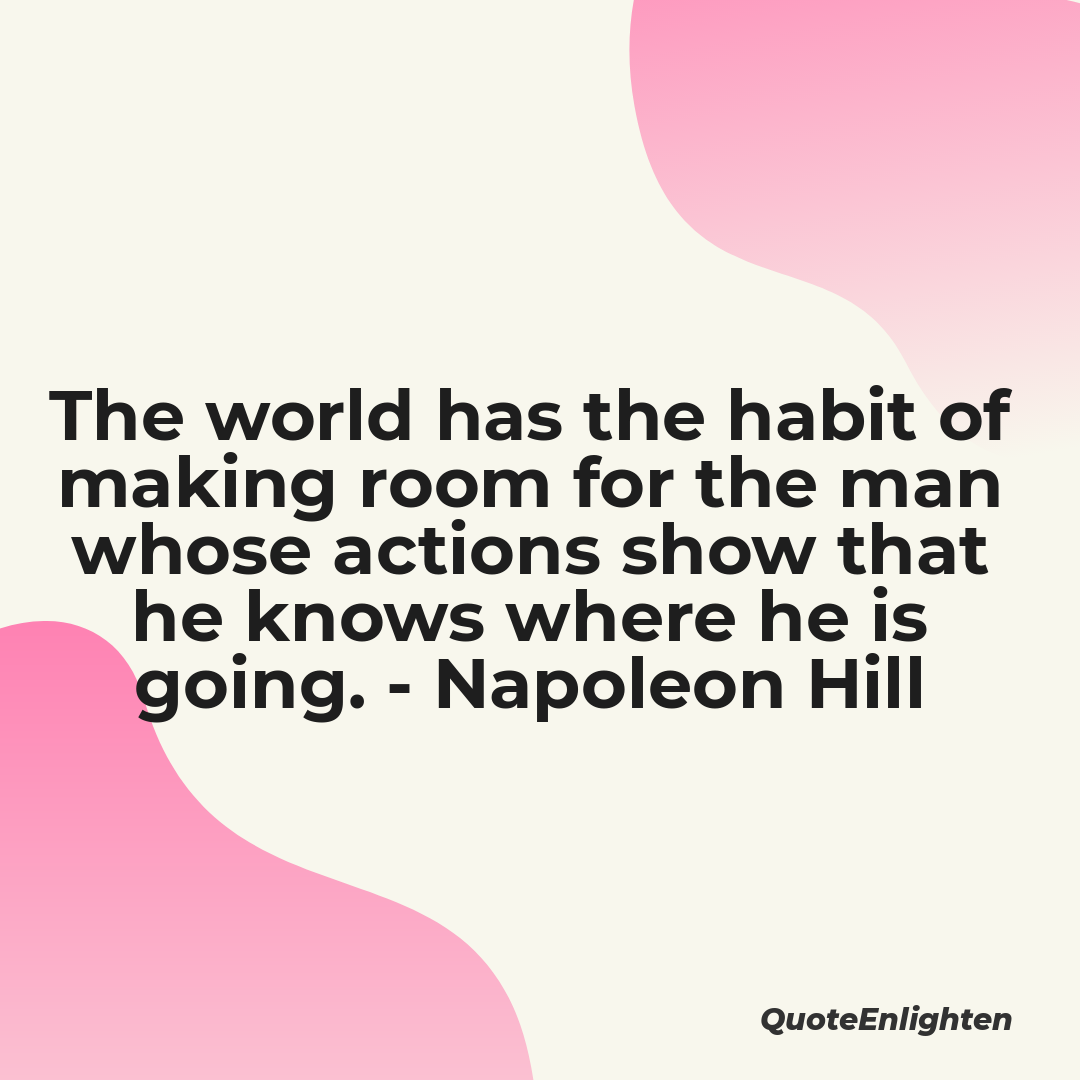 The world has the habit of
making room for the man
whose actions show that
he knows where he is
going. - Napoleon Hill
QuoteEnlighten